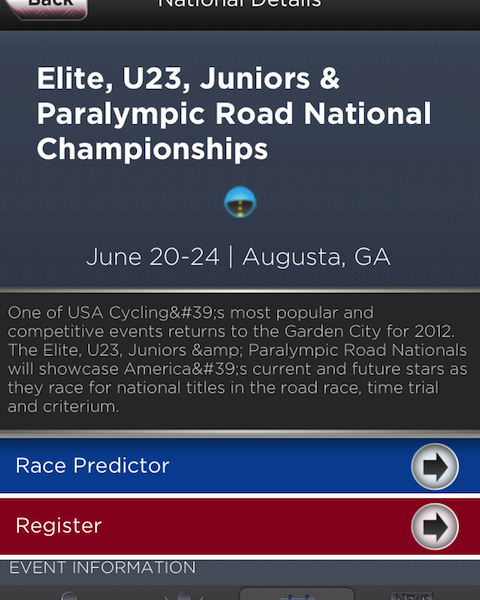 Back
National Details
Elite, U23, Juniors &
Paralympic Road National
Championships
June 20-24 | Augusta, GA
One of USA Cycling&#39;s most popular and
competitive events returns to the Garden City for 2012.
The Elite, U23, Juniors &amp; Paralympic Road Nationals
will showcase America&#39;s current and future stars as
they race for national titles in the road race, time trial
and criterium.
Race Predictor
Register
EVENT INFORMATION
NEWS